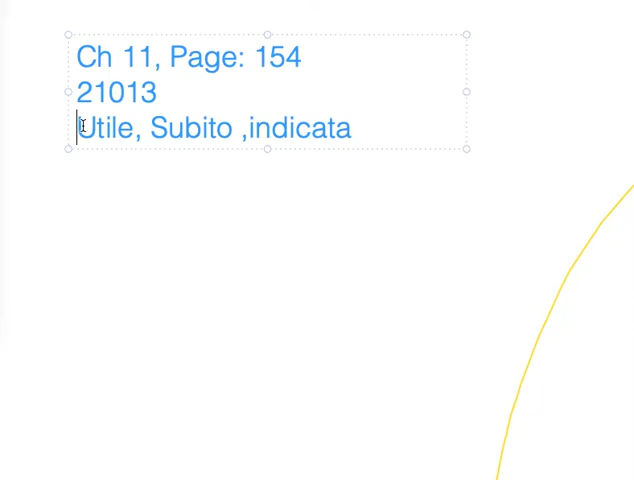 Ch 11, Page: 154
21013
Utile, Subito ,indicata